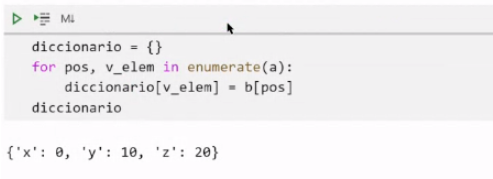 M↓
diccionario = {}
for pos, v_elem in enumerate(a):
    diccionario[v_elem] = b[pos]
diccionario
{'x': 0, 'y': 10, 'z': 20}